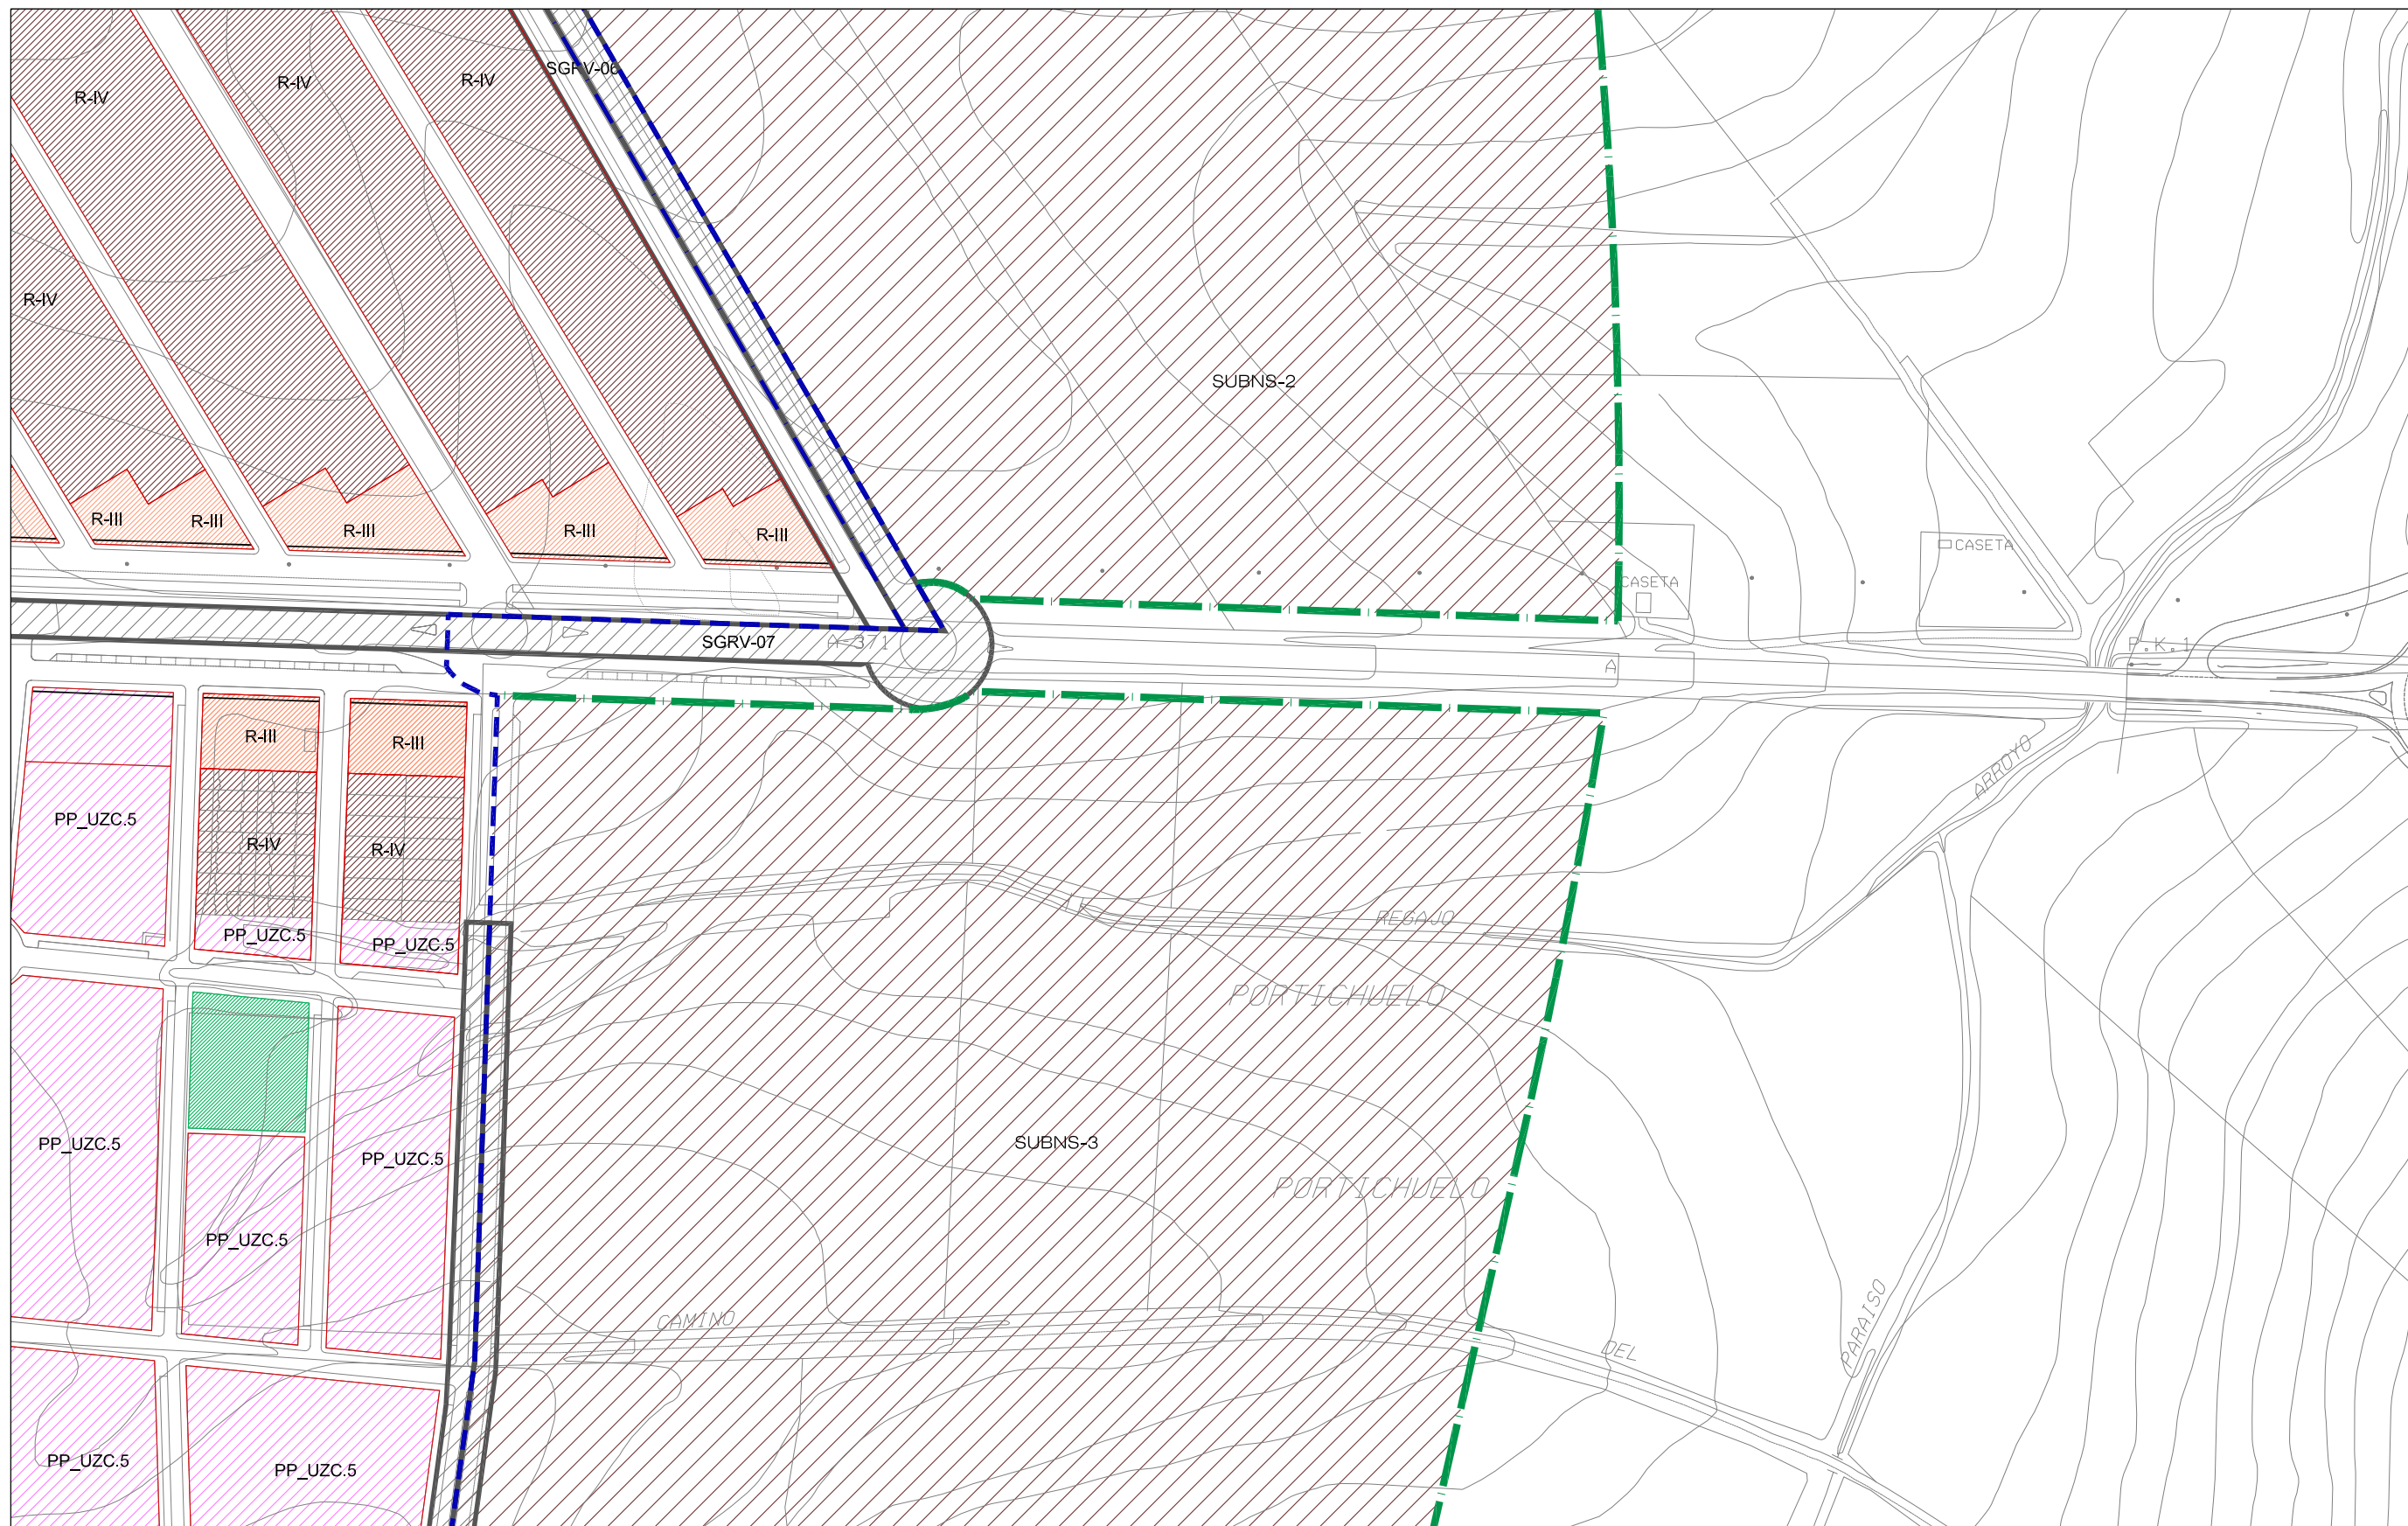 SGRV-06
R-IV
R-IV
R-IV
R-IV
SUBNS-2
R-III
R-III
R-III
R-III
R-III
CASETA
CASETA
SGRV-07
A-371
A
P.K.1
R-III
R-III
ARROYO
PP_UZC.5
R-IV
R-IV
REGAJO
PP_UZC.5
PP_UZC.5
PORTICHUELO
PP_UZC.5
SUBNS-3
PP_UZC.5
PORTICHUELO
PP_UZC.5
CAMINO
PARAISO
DEL
PP_UZC.5
PP_UZC.5